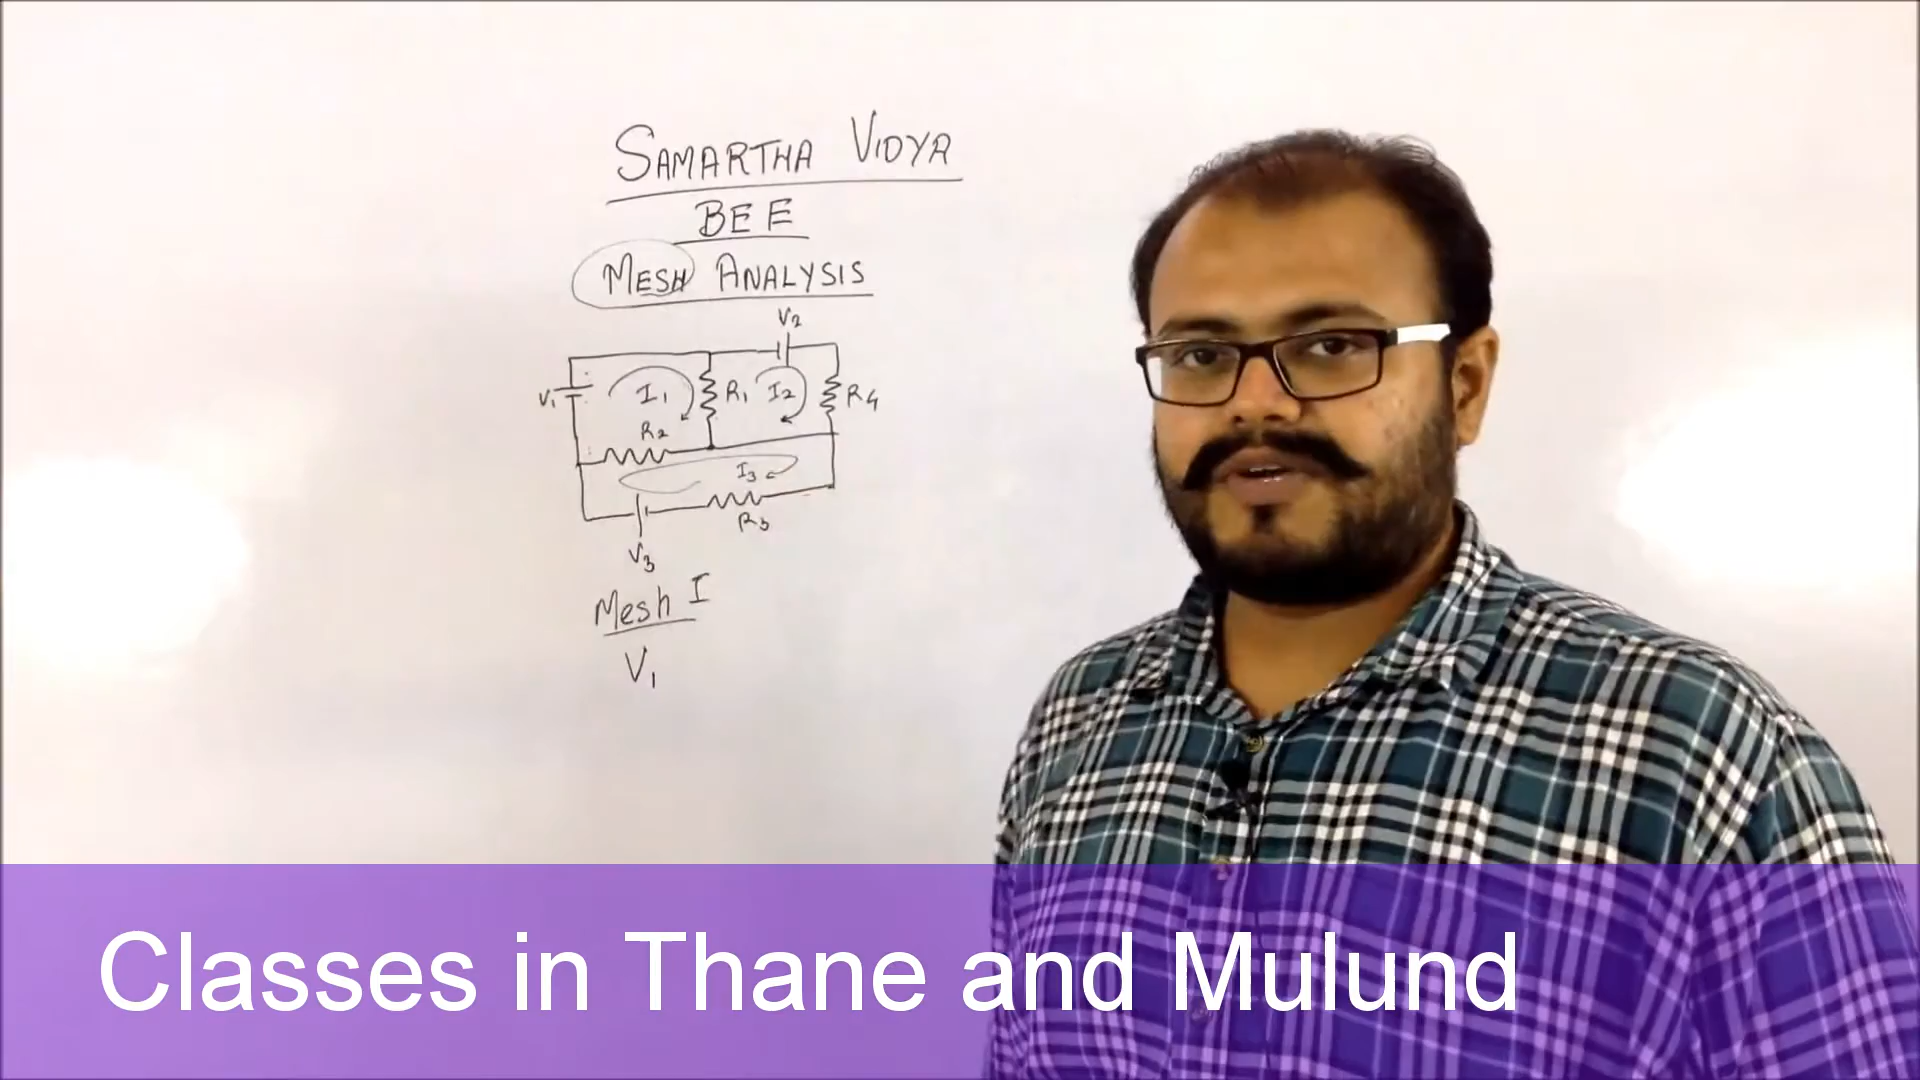 SAMARTHA VIDYA
BEE
MESH ANALYSIS
V2
V1
I1
R1
I2
R4
R2
I3
R3
V3
Mesh I
V1
Classes in Thane and Mulund